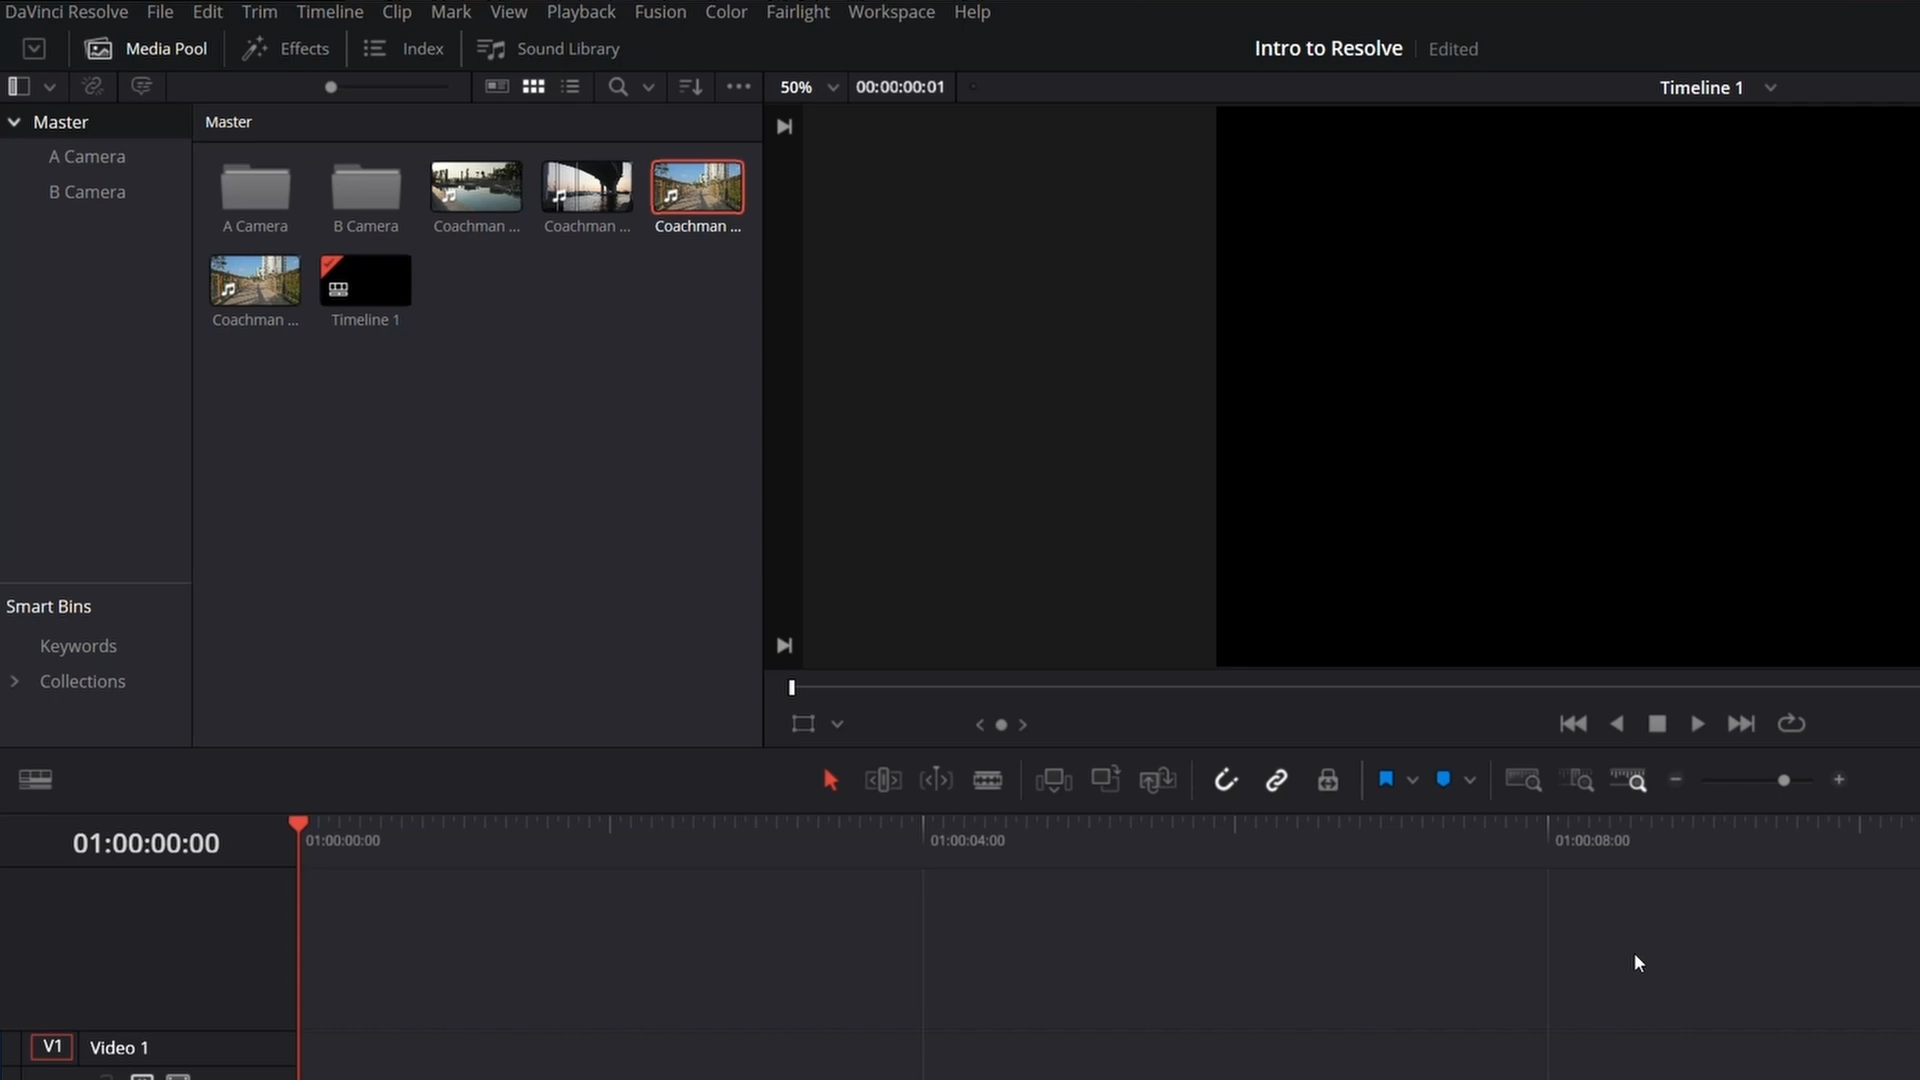 DaVinci Resolve File Edit Trim Timeline Clip Mark View Playback Fusion Color Fairlight Workspace Help
Media Pool Effects Index Sound Library Intro to Resolve Edited
50% 00:00:00:01 Timeline 1
Master
A Camera
B Camera
Master
A Camera B Camera Coachman ... Coachman ... Coachman ...
Coachman ... Timeline 1
Smart Bins
Keywords
Collections
01:00:00:00 01:00:00:00 01:00:04:00 01:00:08:00
V1 Video 1